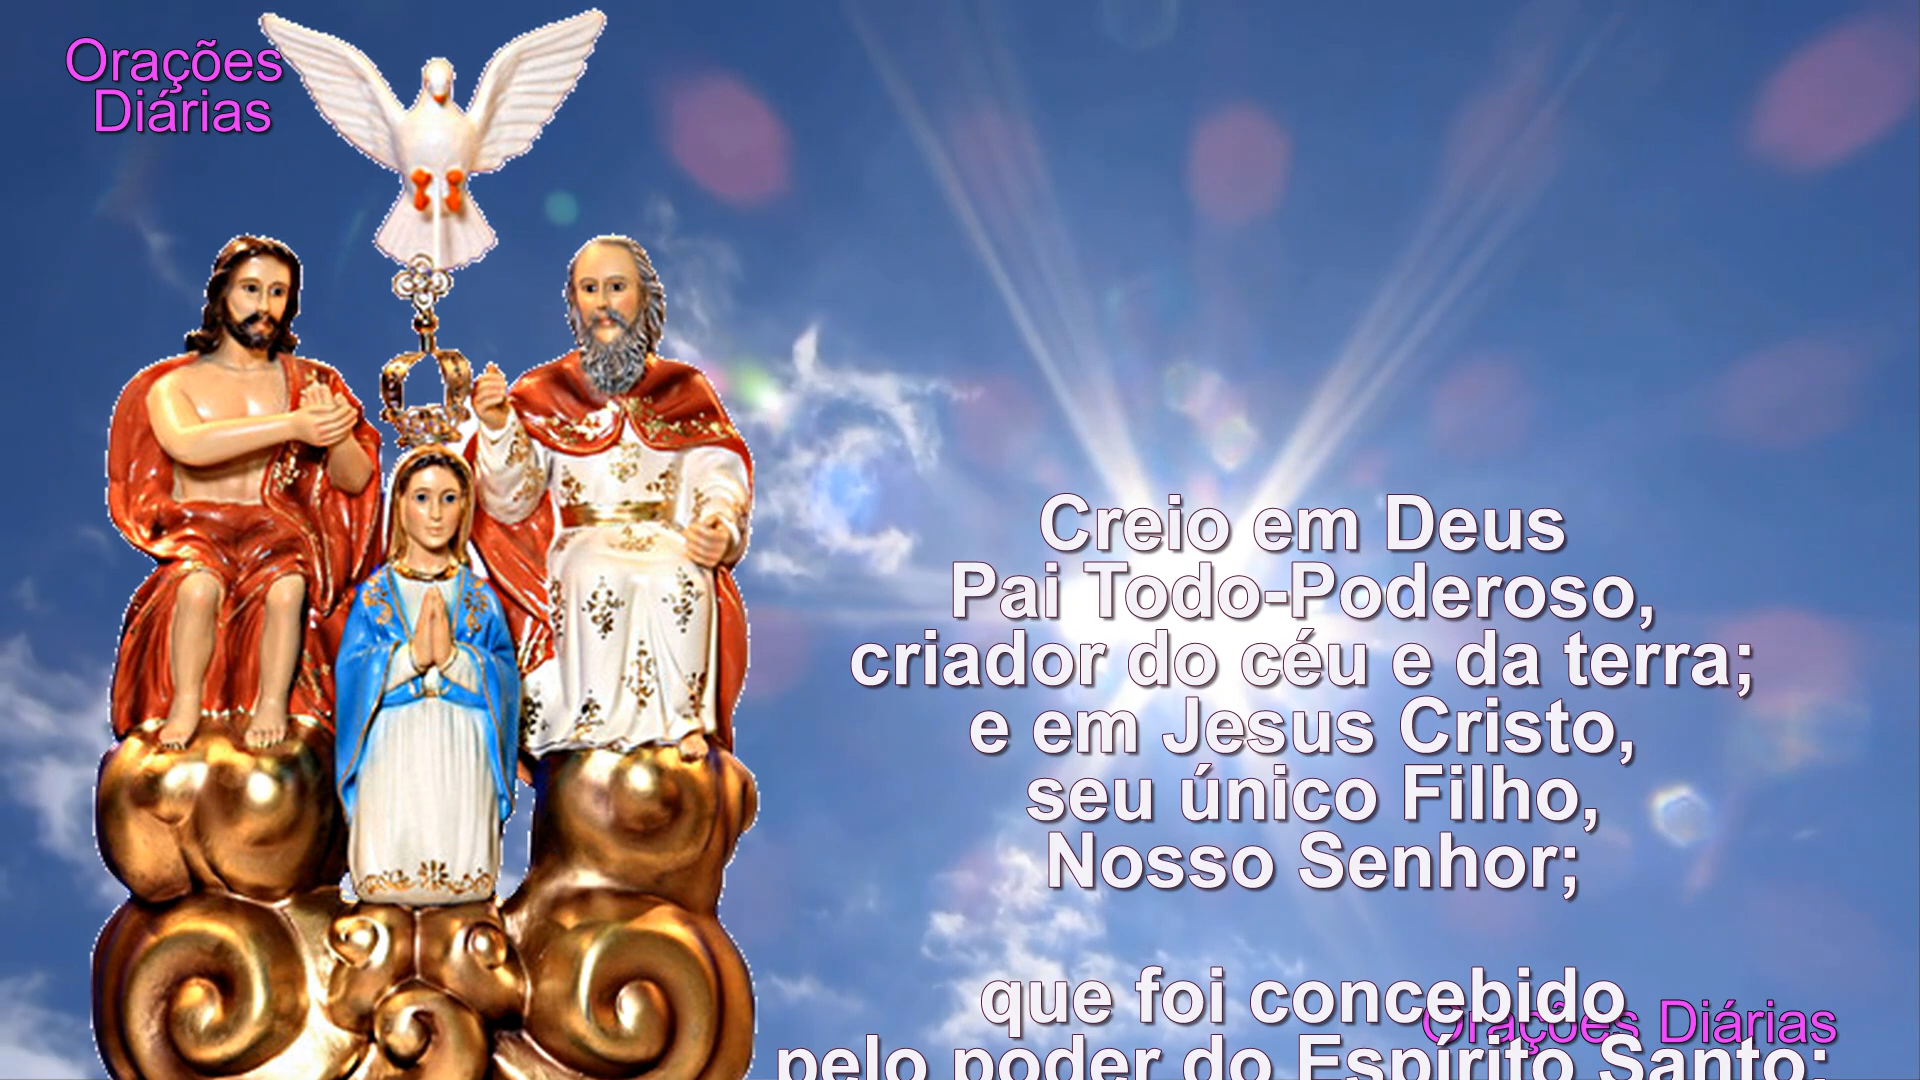 Orações
Diárias
Creio em Deus
Pai Todo-Poderoso,
criador do céu e da terra;
e em Jesus Cristo,
seu único Filho,
Nosso Senhor;
que foi concebido
Orações Diárias
pelo poder do Espírito Santo;